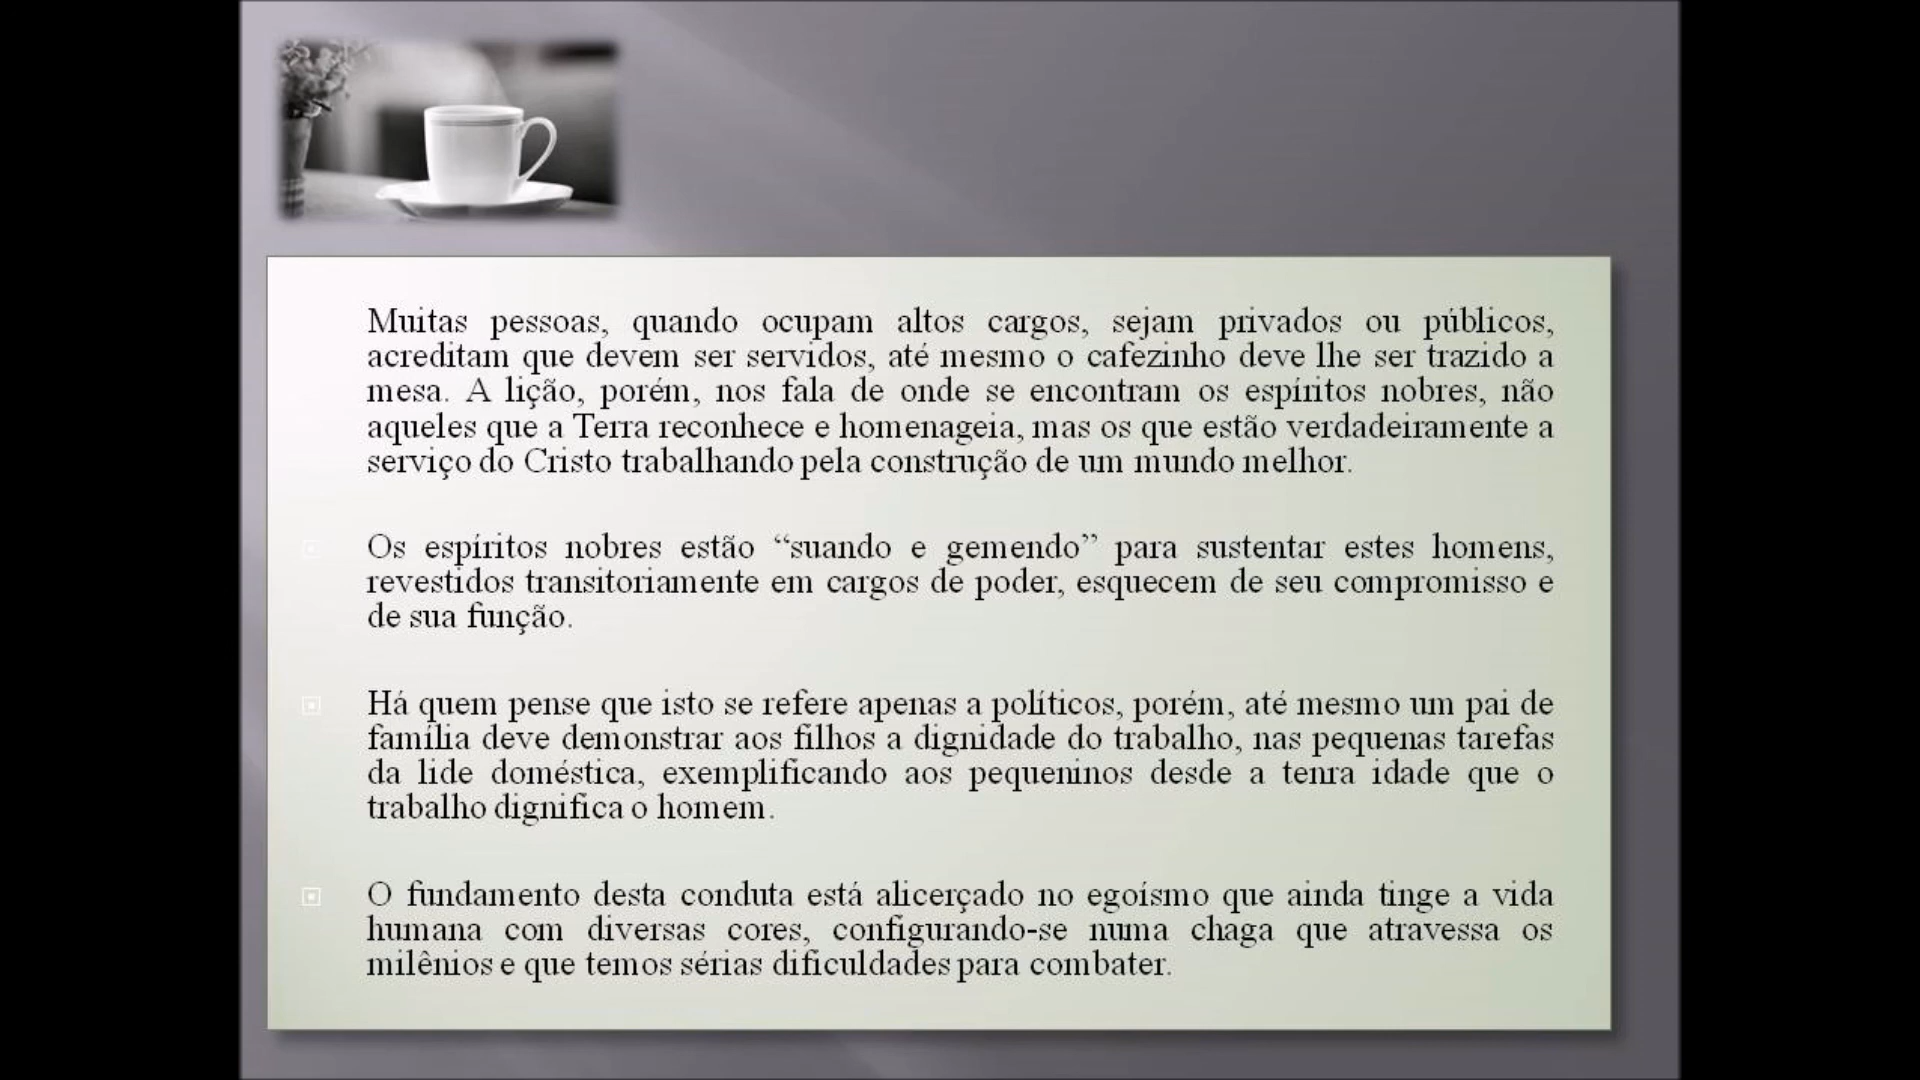 Muitas pessoas, quando ocupam altos cargos, sejam privados ou públicos,
acreditam que devem ser servidos, até mesmo o cafezinho deve lhe ser trazido a
mesa. A lição, porém, nos fala de onde se encontram os espíritos nobres, não
aqueles que a Terra reconhece e homenageia, mas os que estão verdadeiramente a
serviço do Cristo trabalhando pela construção de um mundo melhor.
Os espíritos nobres estão “suando e gemendo” para sustentar estes homens,
revestidos transitoriamente em cargos de poder, esquecem de seu compromisso e
de sua função.
Há quem pense que isto se refere apenas a políticos, porém, até mesmo um pai de
família deve demonstrar aos filhos a dignidade do trabalho, nas pequenas tarefas
da lide doméstica, exemplificando aos pequeninos desde a tenra idade que o
trabalho dignifica o homem.
O fundamento desta conduta está alicerçado no egoísmo que ainda tinge a vida
humana com diversas cores, configurando-se numa chaga que atravessa os
milênios e que temos sérias dificuldades para combater.